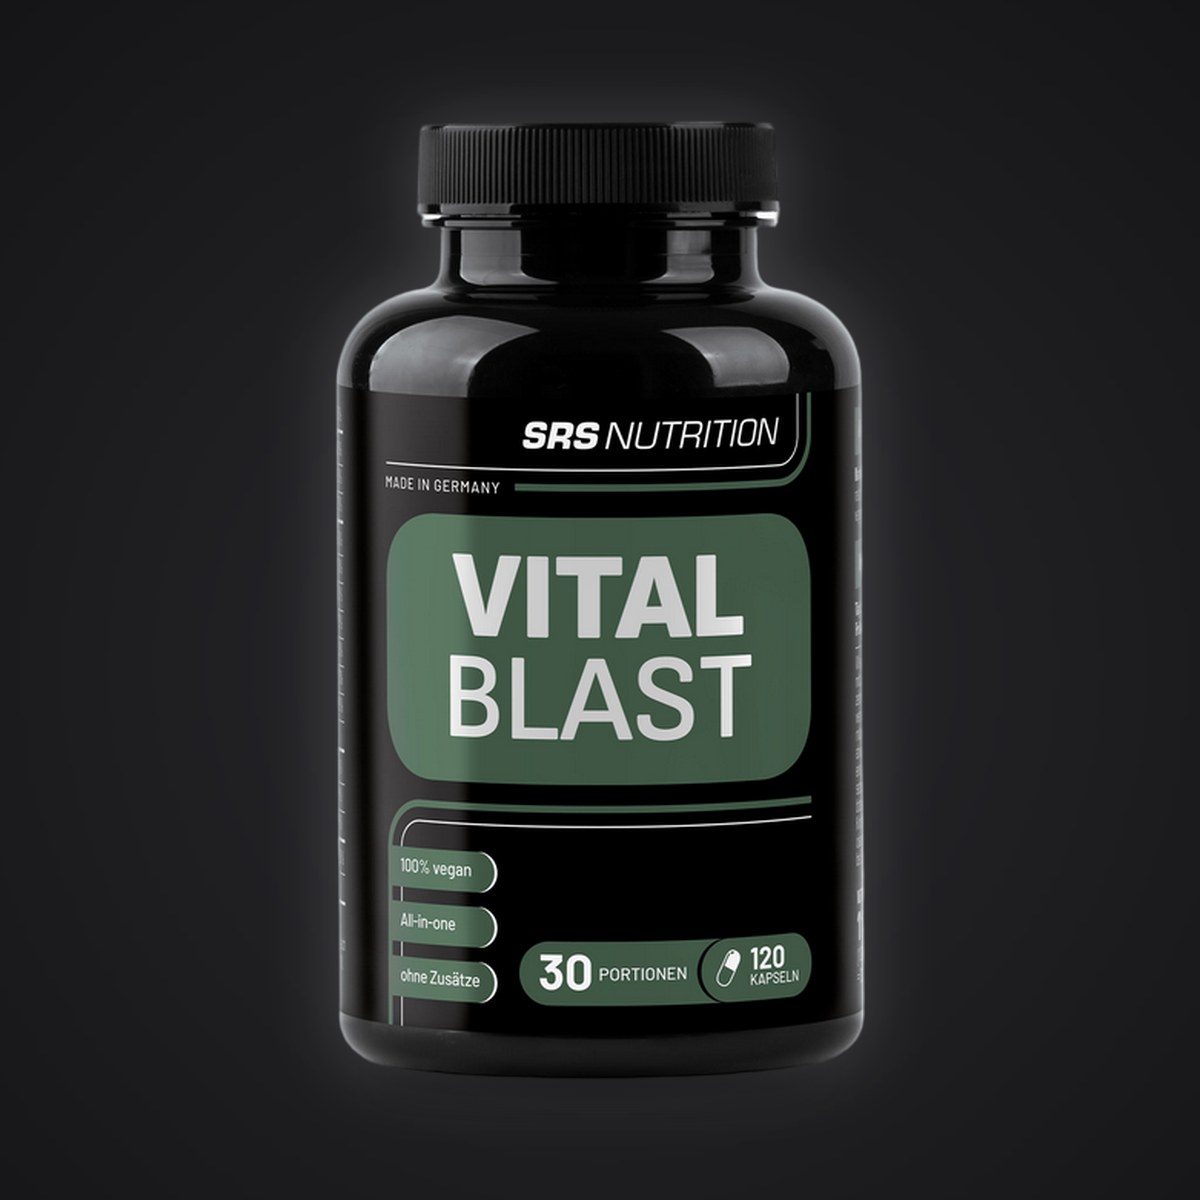 SRS NUTRITION
MADE IN GERMANY
VITAL
BLAST
100% vegan
All-in-one
ohne Zusätze
30 PORTIONEN
120
KAPSELN